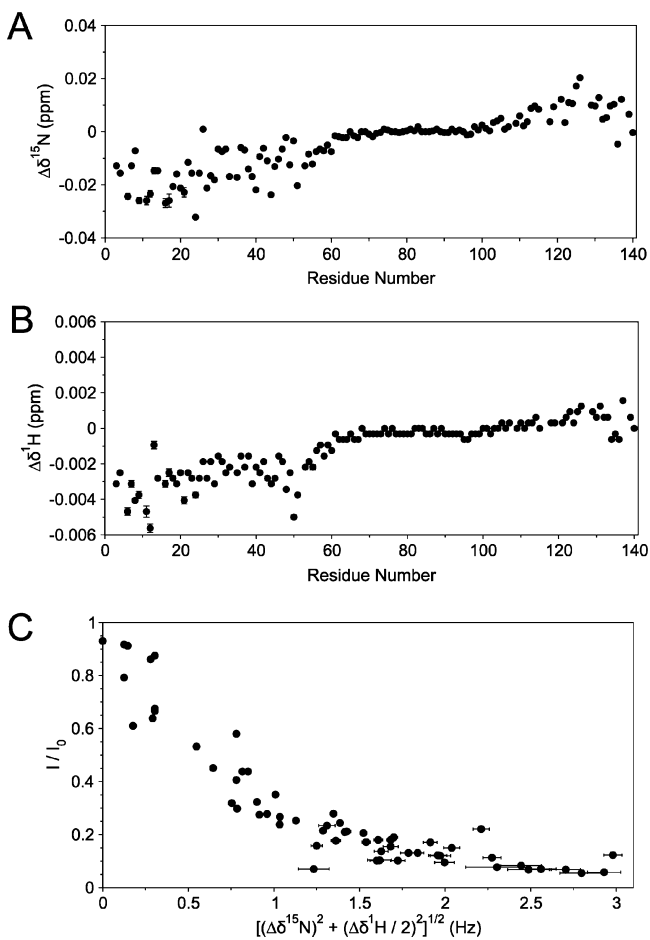 A
Δδ¹⁵N (ppm)
0.04
0.02
0
-0.02
-0.04
0 20 40 60 80 100 120 140
Residue Number
B
Δδ¹H (ppm)
0.006
0.004
0.002
0
-0.002
-0.004
-0.006
0 20 40 60 80 100 120 140
Residue Number
C
I / I₀
1
0.8
0.6
0.4
0.2
0
0 0.5 1 1.5 2 2.5 3
[(Δδ¹⁵N)² + (Δδ¹H / 2)²]¹/² (Hz)